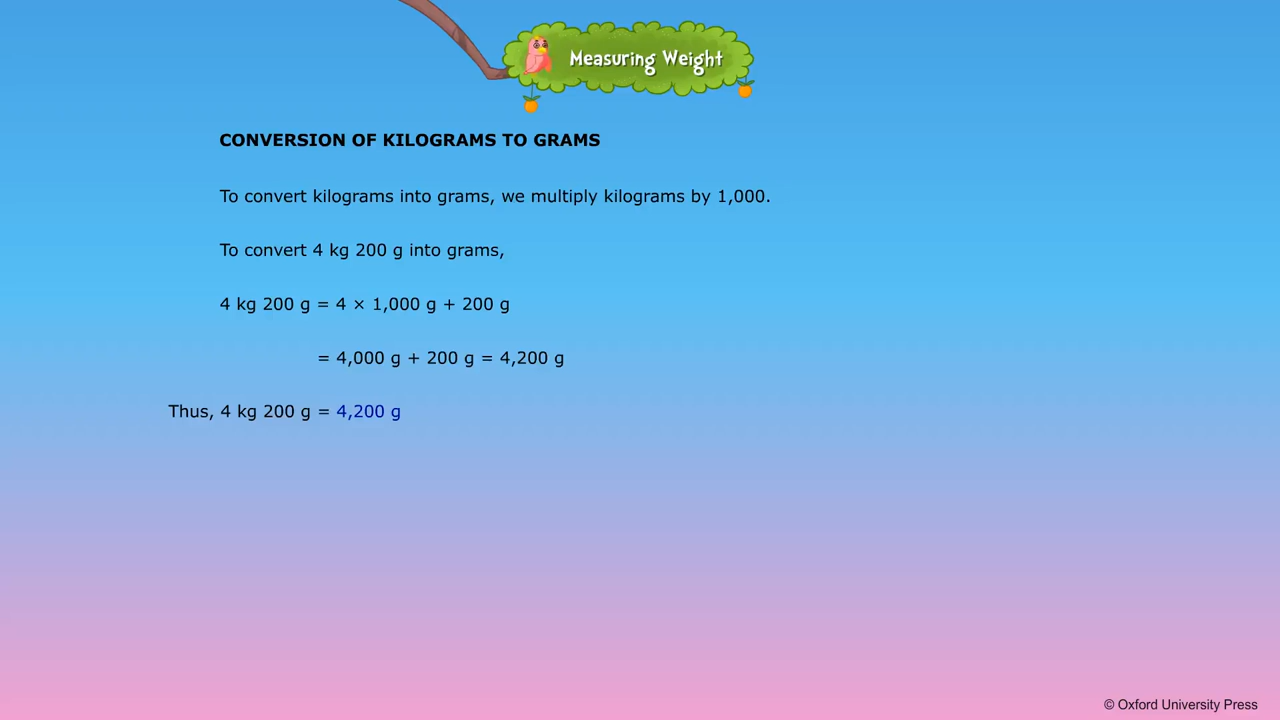 Measuring Weight
CONVERSION OF KILOGRAMS TO GRAMS
To convert kilograms into grams, we multiply kilograms by 1,000.
To convert 4 kg 200 g into grams,
4 kg 200 g = 4 × 1,000 g + 200 g
= 4,000 g + 200 g = 4,200 g
Thus, 4 kg 200 g = 4,200 g
© Oxford University Press